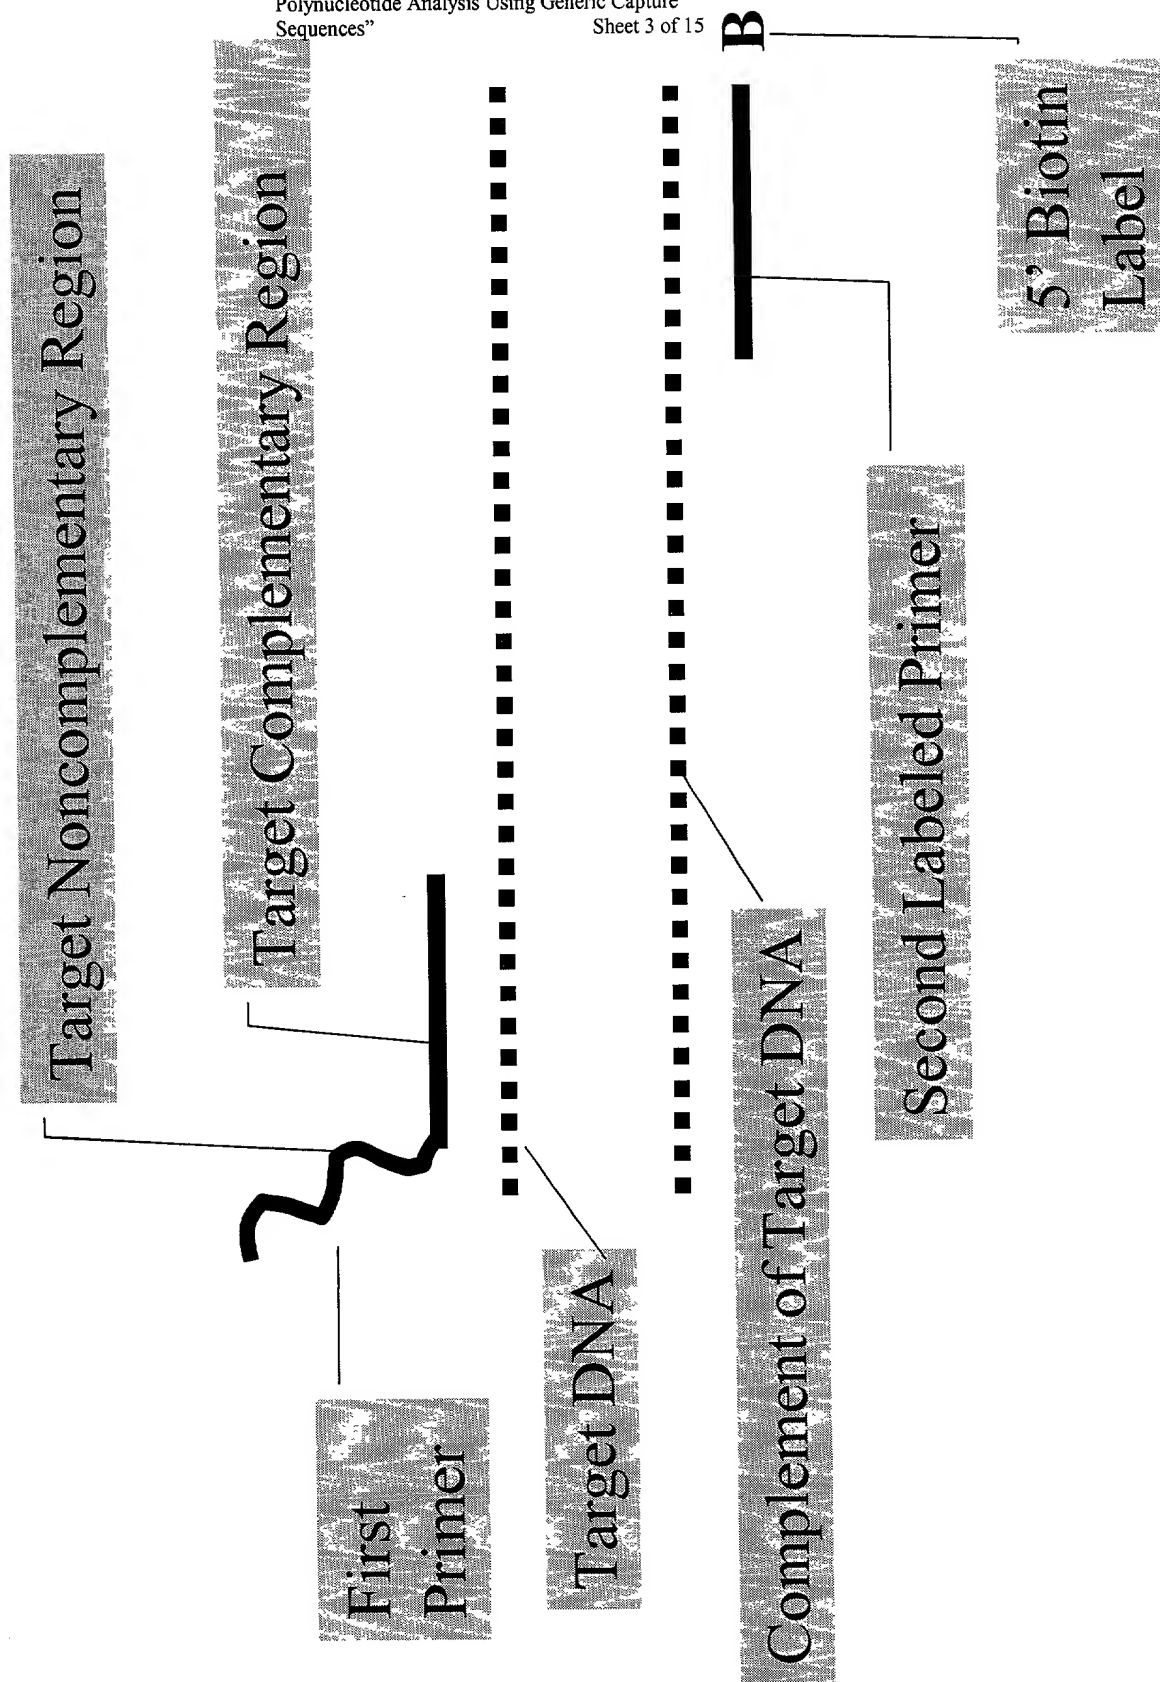 Polynucleotide Analysis Using Generic Capture
Sequences”
Sheet 3 of 15
Target Noncomplementary Region
Target Complementary Region
First
Primer
Target DNA
Complement of Target DNA
Second Labeled Primer
B
5’ Biotin
Label